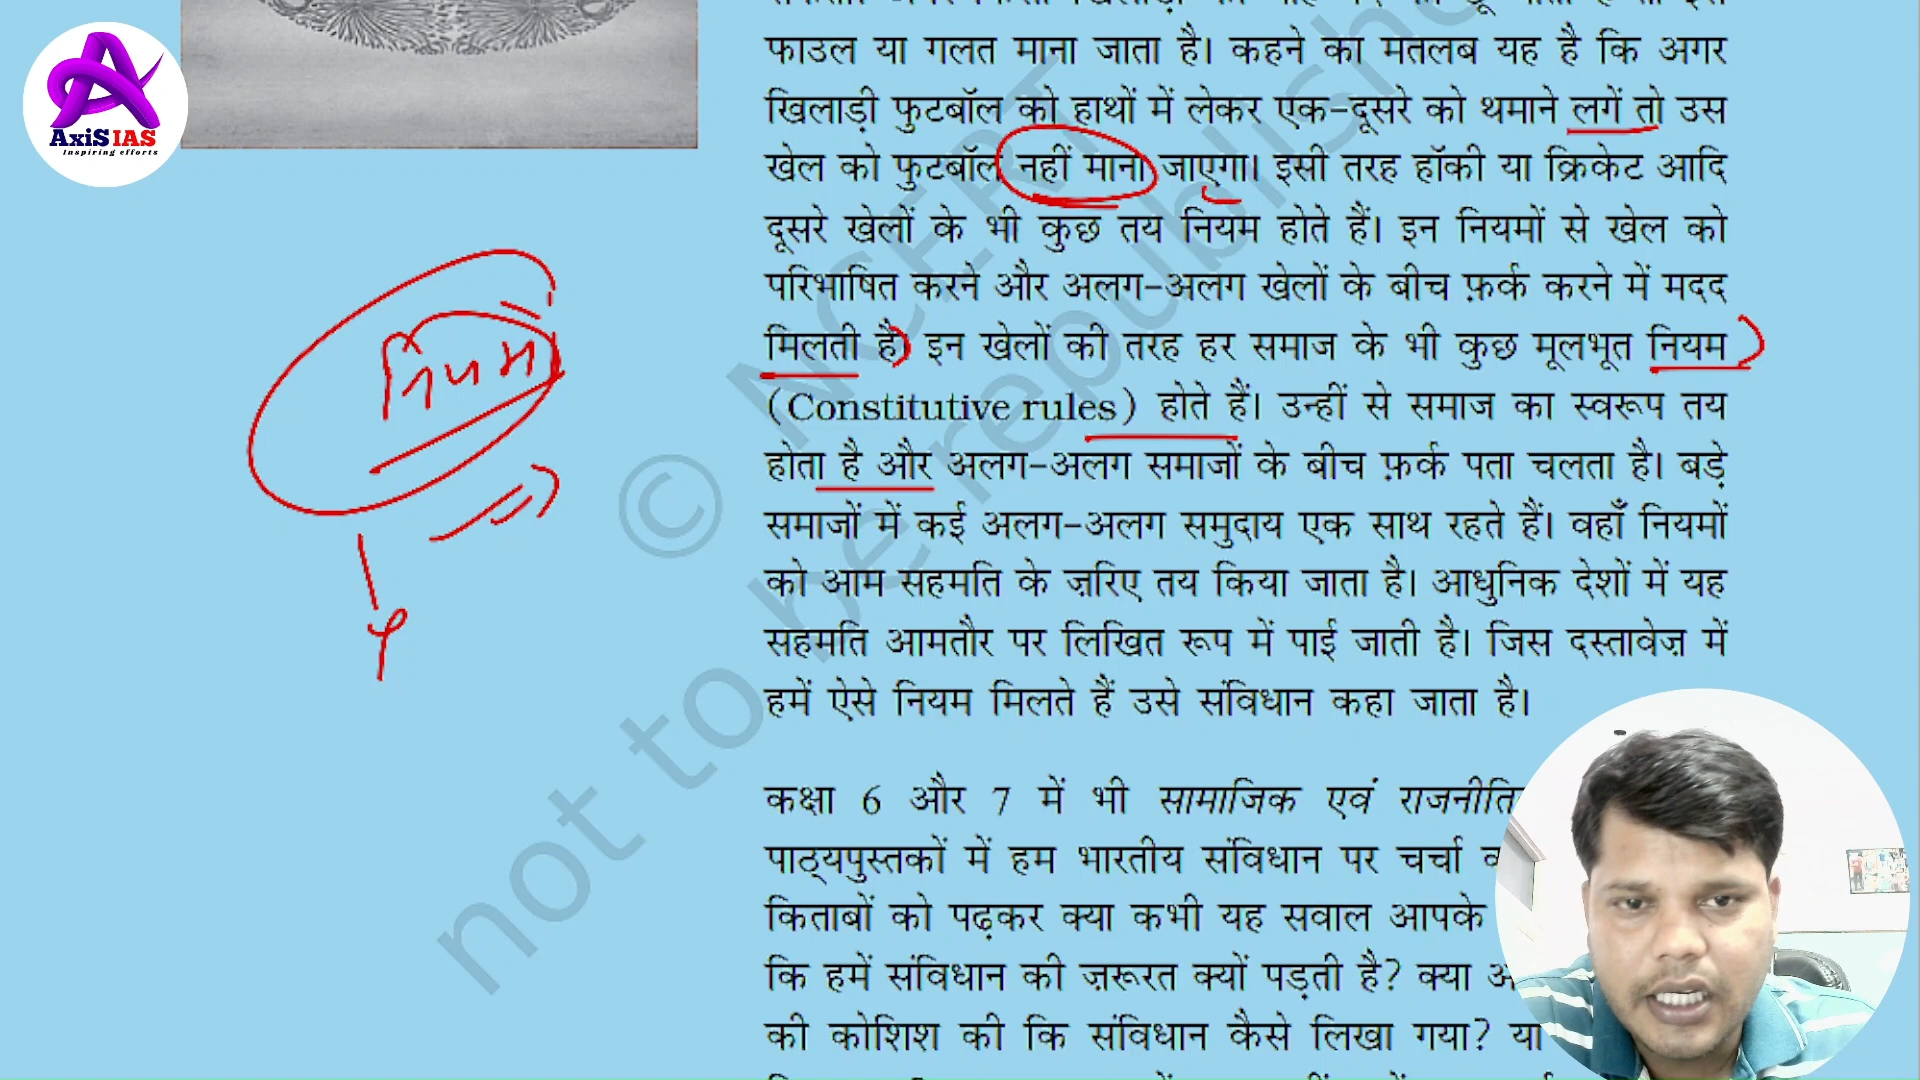 AxiS IAS
Inspiring efforts
फाउल या गलत माना जाता है। कहने का मतलब यह है कि अगर
खिलाड़ी फुटबॉल को हाथों में लेकर एक-दूसरे को थमाने लगें तो उस
खेल को फुटबॉल नहीं माना जाएगा। इसी तरह हॉकी या क्रिकेट आदि
दूसरे खेलों के भी कुछ तय नियम होते हैं। इन नियमों से खेल को
परिभाषित करने और अलग-अलग खेलों के बीच फ़र्क करने में मदद
मिलती है। इन खेलों की तरह हर समाज के भी कुछ मूलभूत नियम
(Constitutive rules) होते हैं। उन्हीं से समाज का स्वरूप तय
होता है और अलग-अलग समाजों के बीच फ़र्क पता चलता है। बड़े
समाजों में कई अलग-अलग समुदाय एक साथ रहते हैं। वहाँ नियमों
को आम सहमति के ज़रिए तय किया जाता है। आधुनिक देशों में यह
सहमति आमतौर पर लिखित रूप में पाई जाती है। जिस दस्तावेज़ में
हमें ऐसे नियम मिलते हैं उसे संविधान कहा जाता है।
कक्षा 6 और 7 में भी सामाजिक एवं
पाठ्यपुस्तकों में हम भारतीय संविधान पर चर्चा
किताबों को पढ़कर क्या कभी यह सवाल आपके
कि हमें संविधान की ज़रूरत क्यों पड़ती है? क्या
की कोशिश की कि संविधान कैसे लिखा गया? या
नियम
© NCERT
not to be republished